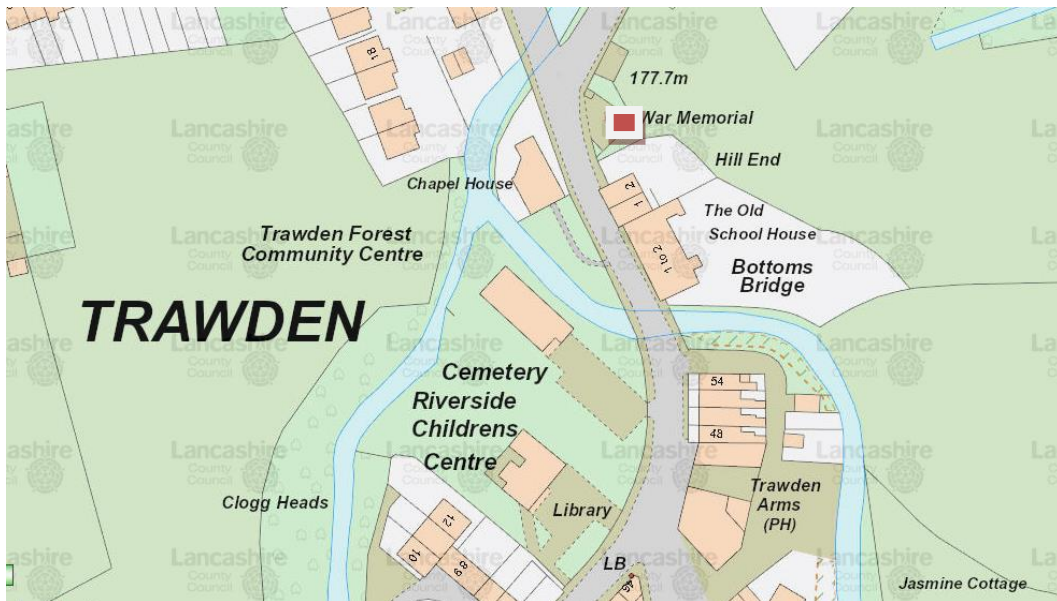 Lancashire
County
Council
18
177.7m
War Memorial
Hill End
Chapel House
2
1
The Old
School House
1 to 2
Trawden Forest
Community Centre
Bottoms
Bridge
TRAWDEN
Cemetery
Riverside
Childrens
Centre
54
48
Clogg Heads
Library
Trawden
Arms
(PH)
12
10
8
9
LB
46
Jasmine Cottage